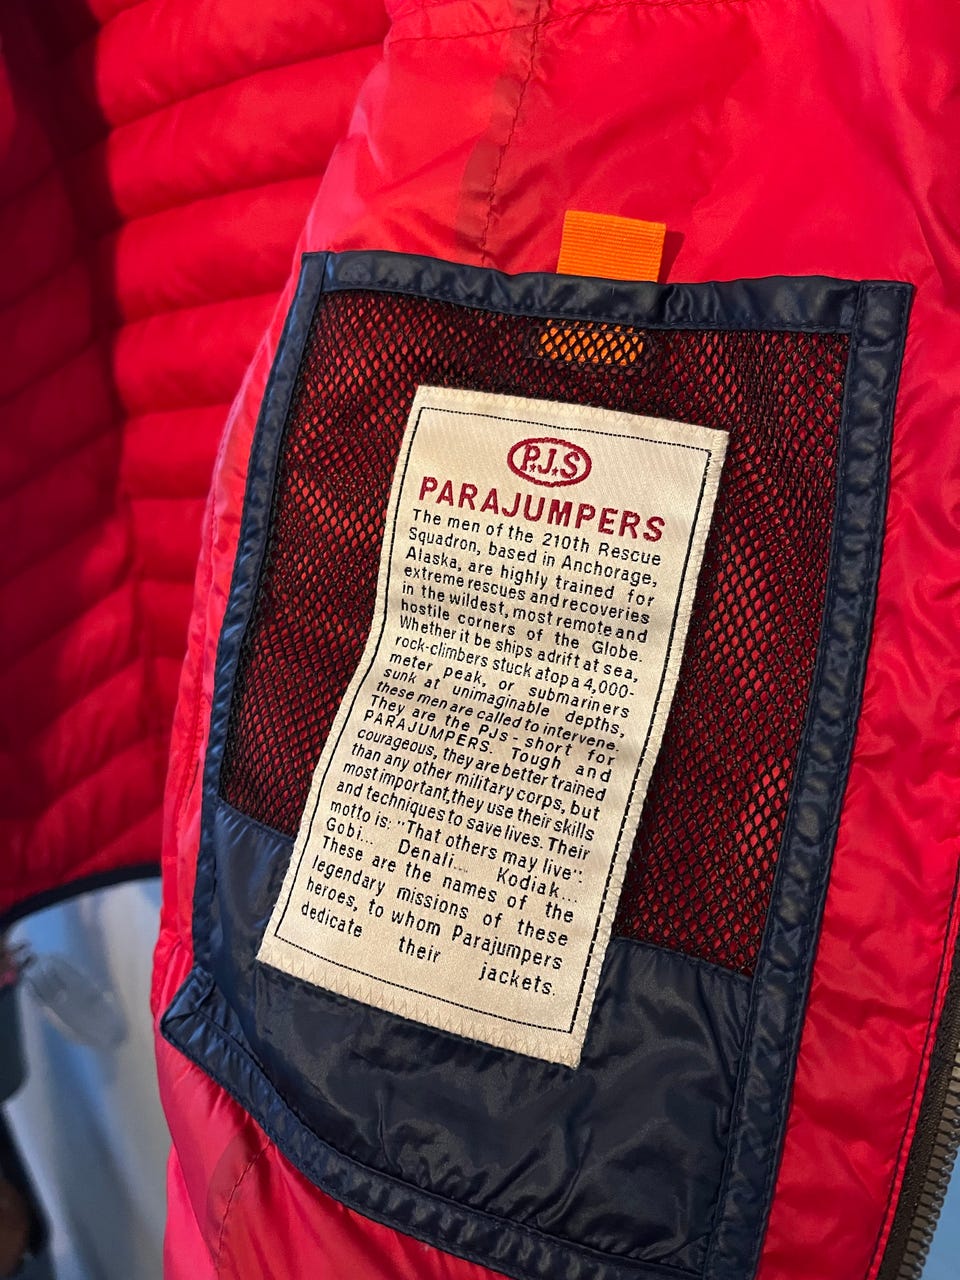 P.J.S
PARAJUMPERS
The men of the 210th Rescue
Squadron, based in Anchorage,
Alaska, are highly trained for
extreme rescues and recoveries
in the wildest, most remote and
hostile corners of the Globe.
Whether it be ships adrift at sea,
rock-climbers stuck atop a 4,000-
meter peak, or submariners
sunk at unimaginable depths,
these men are called to intervene.
They are the PJs - short for
PARAJUMPERS. Tough and
courageous, they are better trained
than any other military corps, but
most important, they use their skills
and techniques to save lives. Their
motto is: "That others may live":
Gobi... Denali... Kodiak...
These are the names of the
legendary missions of these
heroes, to whom Parajumpers
dedicate their jackets.